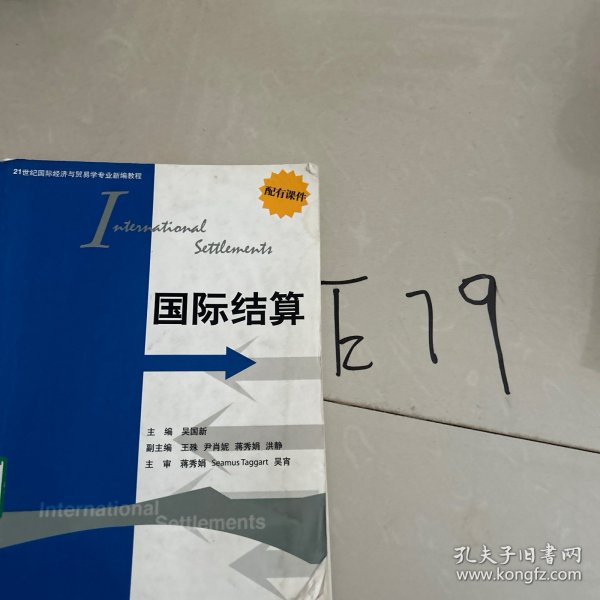 21世纪国际经济与贸易学专业新编教程
配有课件
International
Settlements
国际结算
主 编 吴国新
副主编 王殊 尹肖妮 蒋秀娟 洪静
主 审 蒋秀娟 Seamus Taggart 吴宵
International
Settlements
79
孔夫子旧书网
www.kongfz.com